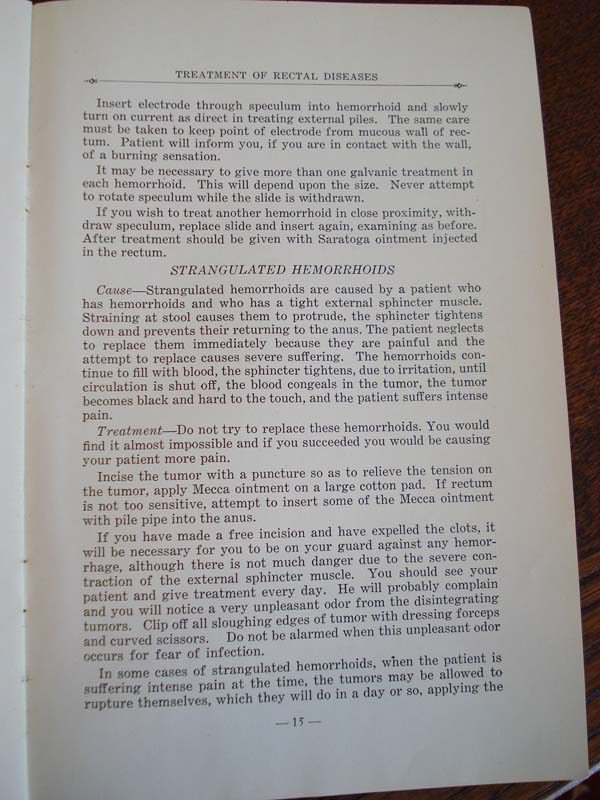 TREATMENT OF RECTAL DISEASES
Insert electrode through speculum into hemorrhoid and slowly
turn on current as direct in treating external piles. The same care
must be taken to keep point of electrode from mucous wall of rec-
tum. Patient will inform you, if you are in contact with the wall,
of a burning sensation.
It may be necessary to give more than one galvanic treatment in
each hemorrhoid. This will depend upon the size. Never attempt
to rotate speculum while the slide is withdrawn.
If you wish to treat another hemorrhoid in close proximity, with-
draw speculum, replace slide and insert again, examining as before.
After treatment should be given with Saratoga ointment injected
in the rectum.
STRANGULATED HEMORRHOIDS
Cause—Strangulated hemorrhoids are caused by a patient who
has hemorrhoids and who has a tight external sphincter muscle.
Straining at stool causes them to protrude, the sphincter tightens
down and prevents their returning to the anus. The patient neglects
to replace them immediately because they are painful and the
attempt to replace causes severe suffering. The hemorrhoids con-
tinue to fill with blood, the sphincter tightens, due to irritation, until
circulation is shut off, the blood congeals in the tumor, the tumor
becomes black and hard to the touch, and the patient suffers intense
pain.
Treatment—Do not try to replace these hemorrhoids. You would
find it almost impossible and if you succeeded you would be causing
your patient more pain.
Incise the tumor with a puncture so as to relieve the tension on
the tumor, apply Mecca ointment on a large cotton pad. If rectum
is not too sensitive, attempt to insert some of the Mecca ointment
with pile pipe into the anus.
If you have made a free incision and have expelled the clots, it
will be necessary for you to be on your guard against any hemor-
rhage, although there is not much danger due to the severe con-
traction of the external sphincter muscle. You should see your
patient and give treatment every day. He will probably complain
and you will notice a very unpleasant odor from the disintegrating
tumors. Clip off all sloughing edges of tumor with dressing forceps
and curved scissors. Do not be alarmed when this unpleasant odor
occurs for fear of infection.
In some cases of strangulated hemorrhoids, when the patient is
suffering intense pain at the time, the tumors may be allowed to
rupture themselves, which they will do in a day or so, applying the
— 15 —